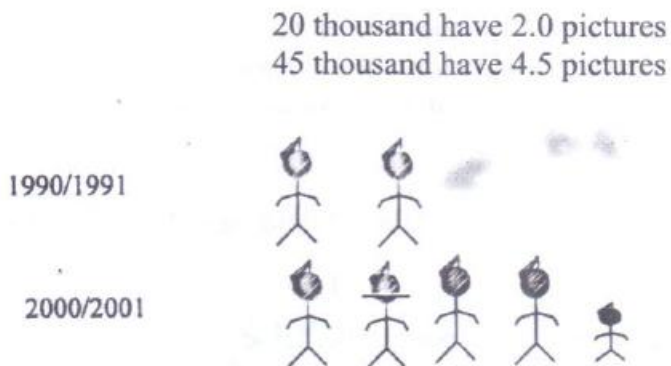 20 thousand have 2.0 pictures
45 thousand have 4.5 pictures
1990/1991
2000/2001